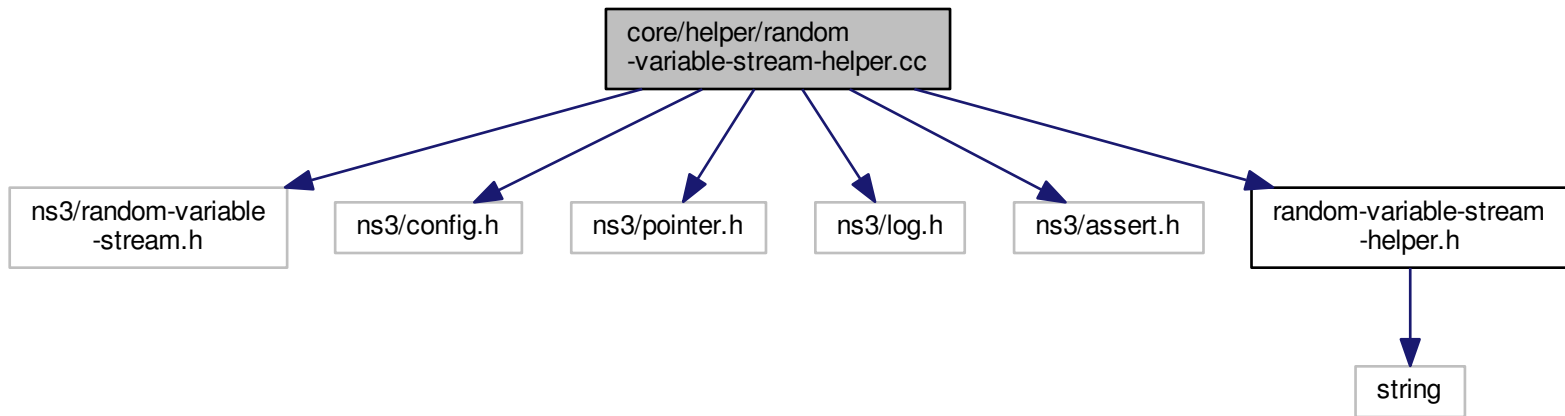 core/helper/random
-variable-stream-helper.cc
ns3/random-variable
-stream.h
ns3/config.h
ns3/pointer.h
ns3/log.h
ns3/assert.h
random-variable-stream
-helper.h
string